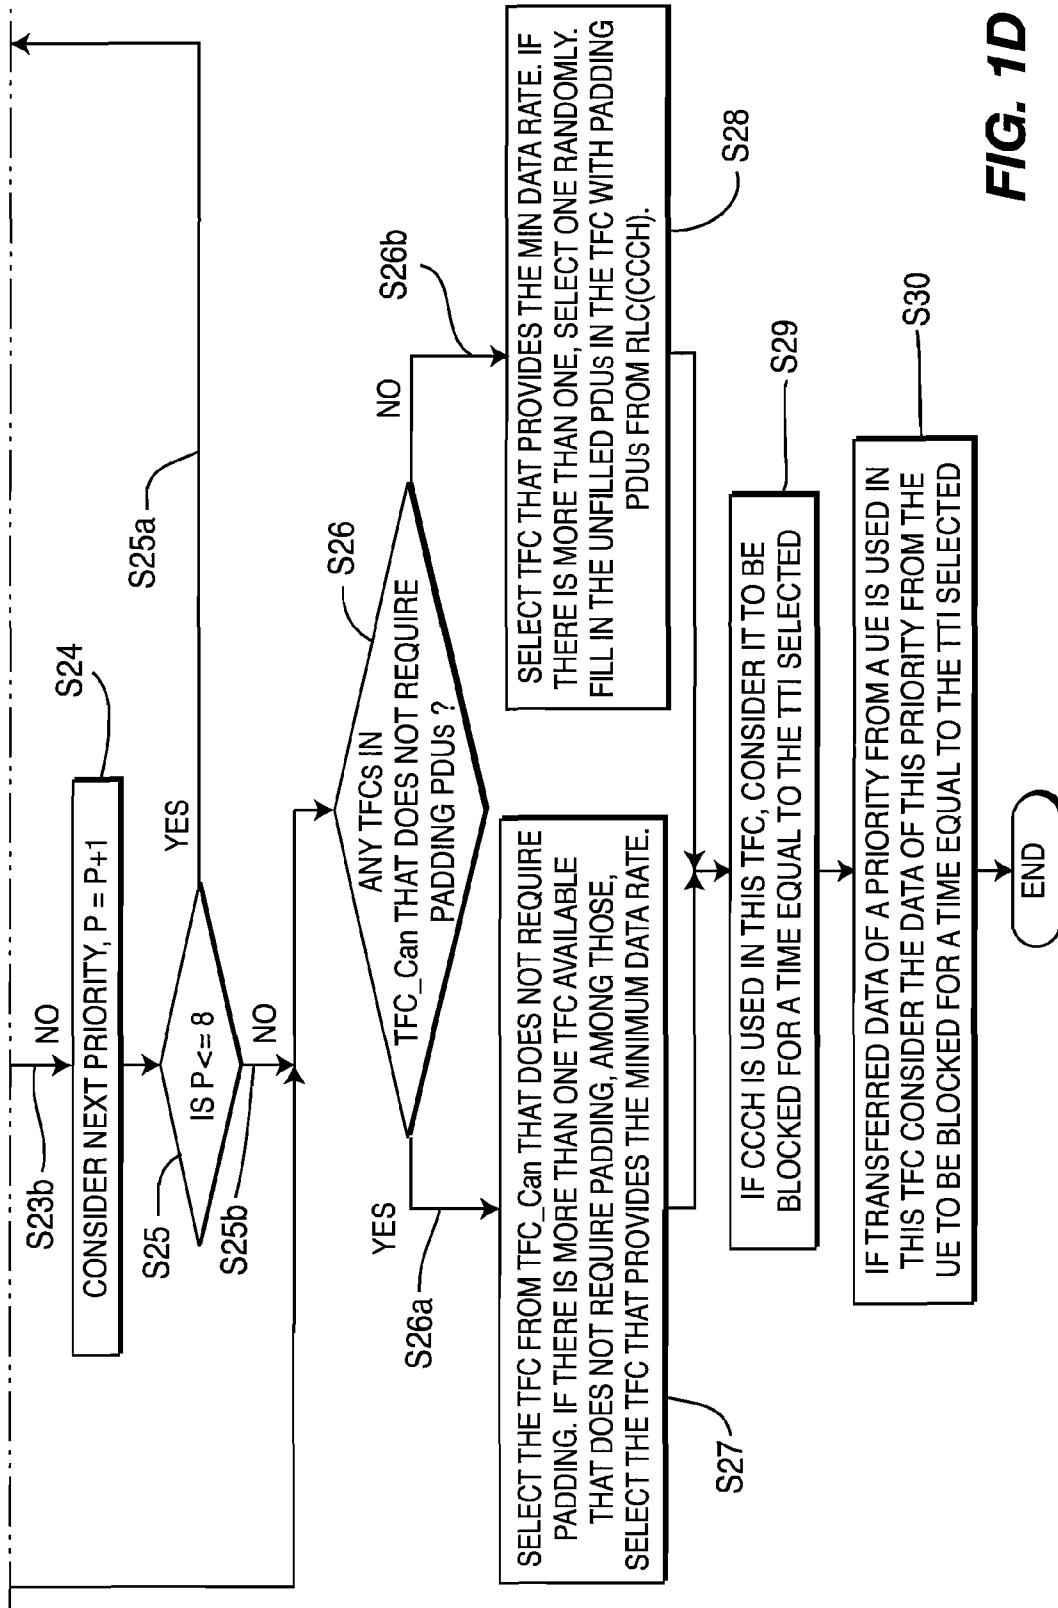 S23b
NO
CONSIDER NEXT PRIORITY, P = P+1
S24
S25
IS P <= 8
YES
S25a
S25b
NO
S26
ANY TFCs IN
TFC_Can THAT DOES NOT REQUIRE
PADDING PDUs ?
YES
S26a
NO
S26b
SELECT THE TFC FROM TFC_Can THAT DOES NOT REQUIRE
PADDING. IF THERE IS MORE THAN ONE TFC AVAILABLE
THAT DOES NOT REQUIRE PADDING, AMONG THOSE,
SELECT THE TFC THAT PROVIDES THE MINIMUM DATA RATE.
S27
SELECT TFC THAT PROVIDES THE MIN DATA RATE. IF
THERE IS MORE THAN ONE, SELECT ONE RANDOMLY.
FILL IN THE UNFILLED PDUs IN THE TFC WITH PADDING
PDUs FROM RLC(CCCH).
S28
IF CCCH IS USED IN THIS TFC, CONSIDER IT TO BE
BLOCKED FOR A TIME EQUAL TO THE TTI SELECTED
S29
IF TRANSFERRED DATA OF A PRIORITY FROM A UE IS USED IN
THIS TFC CONSIDER THE DATA OF THIS PRIORITY FROM THE
UE TO BE BLOCKED FOR A TIME EQUAL TO THE TTI SELECTED
S30
END
FIG. 1D